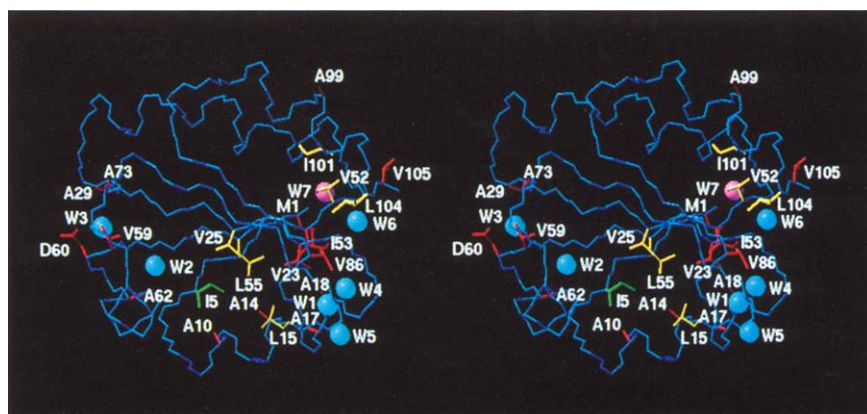 A99
I101
A73
V52
V105
A29
W7
L104
W3
M1
W6
V59
V25
I53
D60
W2
V23
V86
L55
A18
A62
I5
A14
W1
W4
A17
A10
L15
W5
A99
I101
A73
V52
V105
A29
W7
L104
W3
M1
W6
V59
V25
I53
D60
W2
V23
V86
L55
A18
A62
I5
A14
W1
W4
A17
A10
L15
W5